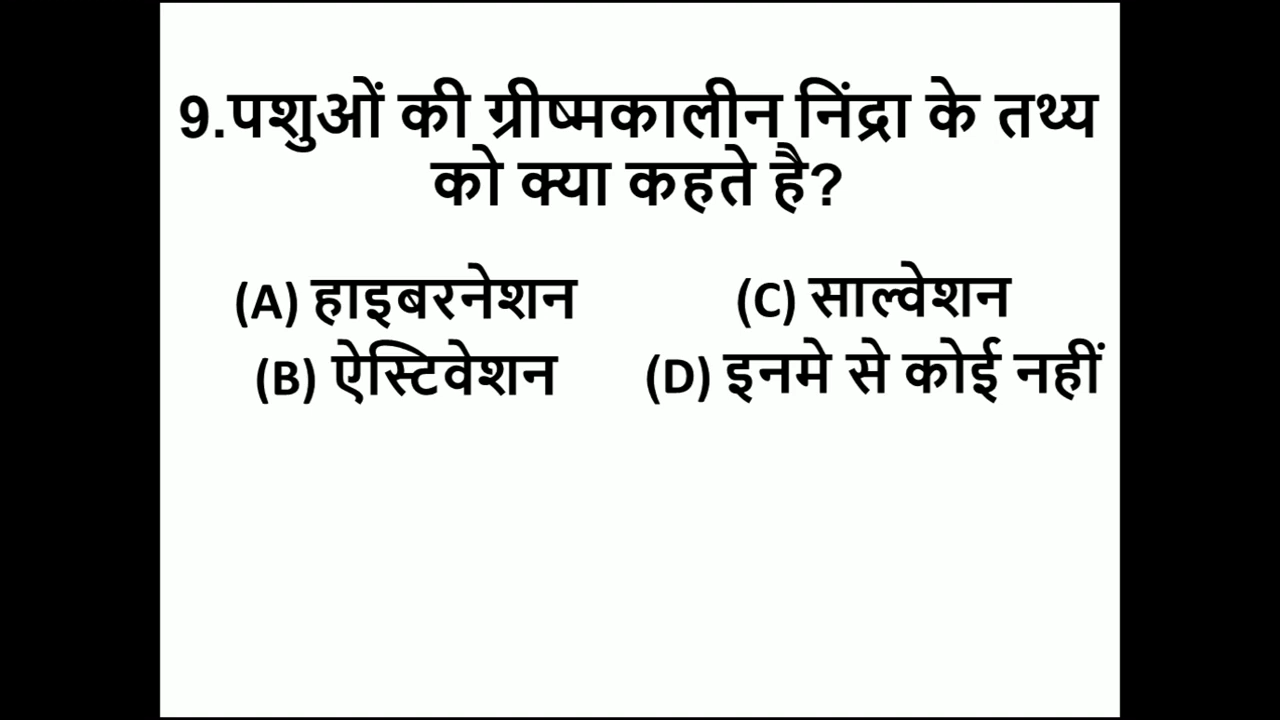 9.पशुओं की ग्रीष्मकालीन निंद्रा के तथ्य
को क्या कहते है?
(A) हाइबरनेशन (C) साल्वेशन
(B) ऐस्टिवेशन (D) इनमे से कोई नहीं